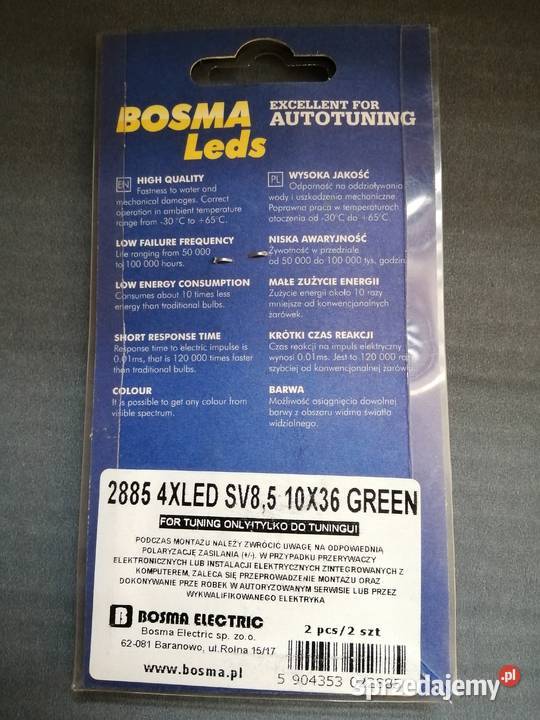 BOSMA
Leds
EXCELLENT FOR
AUTOTUNING
EN HIGH QUALITY
Fastness to water and
mechanical damages. Correct
operation in ambient temperature
range from -30˚C to +65˚C.
LOW FAILURE FREQUENCY
Life ranging from 50 000
to 100 000 hours.
LOW ENERGY CONSUMPTION
Consumes about 10 times less
energy than traditional bulbs.
SHORT RESPONSE TIME
Response time to electric impulse is
0.01ms, that is 120 000 times faster
than traditional bulbs.
COLOUR
It is possible to get any colour from
visible spectrum.
PL WYSOKA JAKOŚĆ
Odporność na oddziaływania
wody i uszkodzenia mechaniczne.
Poprawna praca w temperaturach
otoczenia od -30˚C do +65˚C.
NISKA AWARYJNOŚĆ
Żywotność w przedziale
od 50 000 do 100 000 tys. godzin.
MAŁE ZUŻYCIE ENERGII
Zużycie energii około 10 razy
mniejsze od konwencjonalnych
żarówek.
KRÓTKI CZAS REAKCJI
Czas reakcji na impuls elektryczny
wynosi 0.01ms. Jest to 120 000
szybciej od konwencjonalnej żarówki.
BARWA
Możliwość osiągnięcia dowolnej
barwy z obszaru widma światła
widzialnego.
2885 4XLED SV8,5 10X36 GREEN
FOR TUNING ONLY!TYLKO DO TUNINGU!
PODCZAS MONTAŻU NALEŻY ZWRÓCIĆ UWAGĘ NA ODPOWIEDNIĄ
POLARYZACJĘ ZASILANIA (+/-). W PRZYPADKU PRZERYWACZY
ELEKTRONICZNYCH LUB INSTALACJI ELEKTRYCZNYCH ZINTEGROWANYCH Z
KOMPUTEREM, ZALECA SIĘ PRZEPROWADZENIE MONTAŻU ORAZ
DOKONYWANIE PRZE RÓBEK W AUTORYZOWANYM SERWISIE LUB PRZEZ
WYKWALIFIKOWANEGO ELEKTRYKA
B BOSMA ELECTRIC
Bosma Electric sp. zo.o.
62-081 Baranowo, ul.Rolna 15/17
www.bosma.pl
2 pcs/2 szt
5 904353
sprzedajemy.pl